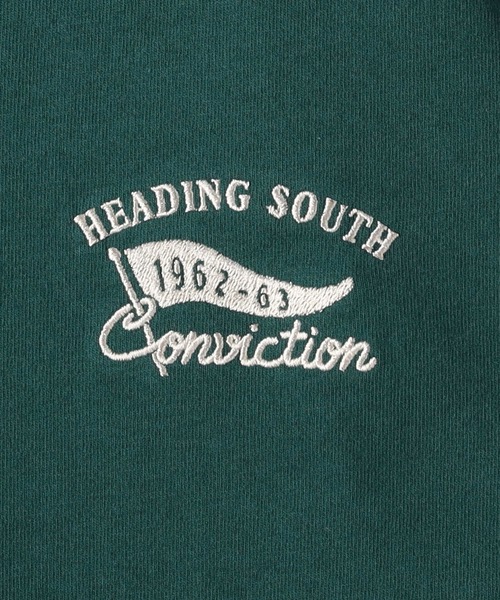 HEADING SOUTH
1962-63
Conviction